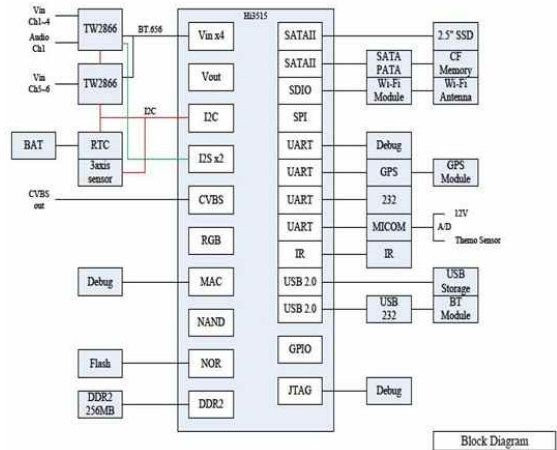 Hi3515
Vin
Ch1~4
Audio
Ch1
TW2866
BT.656
Vin
Ch5~6
TW2866
I2C
BAT
RTC
3axis
sensor
CVBS
out
Debug
Flash
DDR2
256MB
Vin x4
Vout
I2C
I2S x2
CVBS
RGB
MAC
NAND
NOR
DDR2
SATAII
SATAII
SDIO
SPI
UART
UART
UART
UART
IR
USB 2.0
USB 2.0
GPIO
JTAG
2.5" SSD
SATA
PATA
CF
Memory
Wi-Fi
Module
Wi-Fi
Antenna
Debug
GPS
GPS
Module
232
MICOM
12V
A/D
Themo Sensor
IR
USB
Storage
USB
232
BT
Module
Debug
Block Diagram